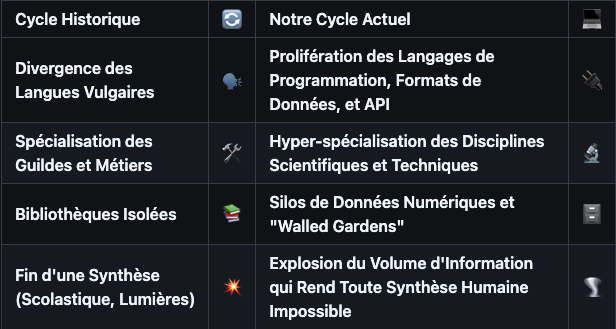 Cycle Historique 🔄 Notre Cycle Actuel 💻
Divergence des
Langues Vulgaires 🗣️ Prolifération des Langages de
Programmation, Formats de
Données, et API 🔌
Spécialisation des
Guildes et Métiers 🛠️ Hyper-spécialisation des Disciplines
Scientifiques et Techniques 🔬
Bibliothèques Isolées 📚 Silos de Données Numériques et
"Walled Gardens" 🗄️
Fin d'une Synthèse
(Scolastique, Lumières) 💥 Explosion du Volume d'Information
qui Rend Toute Synthèse Humaine
Impossible 🌪️